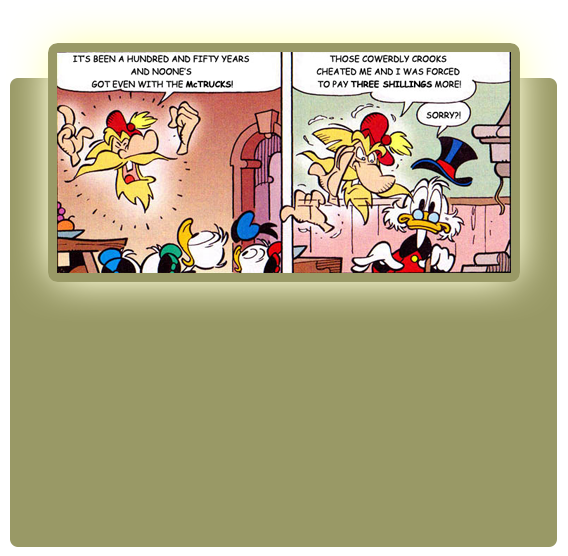 IT'S BEEN A HUNDRED AND FIFTY YEARS
AND NOONE'S
GOT EVEN WITH THE McTRUCKS!
THOSE COWERDLY CROOKS
CHEATED ME AND I WAS FORCED
TO PAY THREE SHILLINGS MORE!
SORRY?!